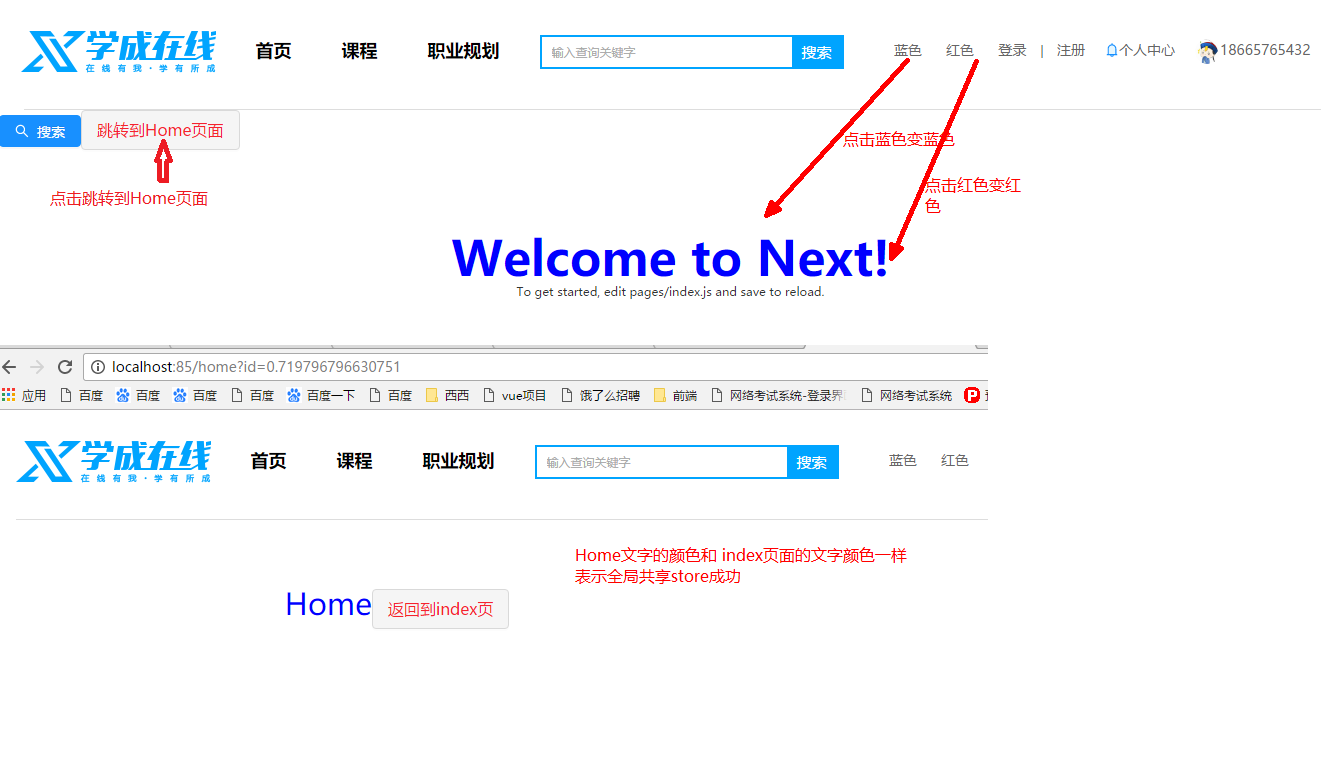 学成在线
在线有我·学有所成
首页
课程
职业规划
输入查询关键字
搜索
蓝色
红色
登录
|
注册
个人中心
18665765432
搜索
跳转到Home页面
点击蓝色变蓝色
点击跳转到Home页面
点击红色变红
色
Welcome to Next!
To get started, edit pages/index.js and save to reload.
localhost:85/home?id=0.719796796630751
应用
百度
百度
百度
百度
百度一下
百度
西西
vue项目
饿了么招聘
前端
网络考试系统-登录界
网络考试系统
学成在线
在线有我·学有所成
首页
课程
职业规划
输入查询关键字
搜索
蓝色
红色
Home文字的颜色和 index页面的文字颜色一样
表示全局共享store成功
Home
返回到index页